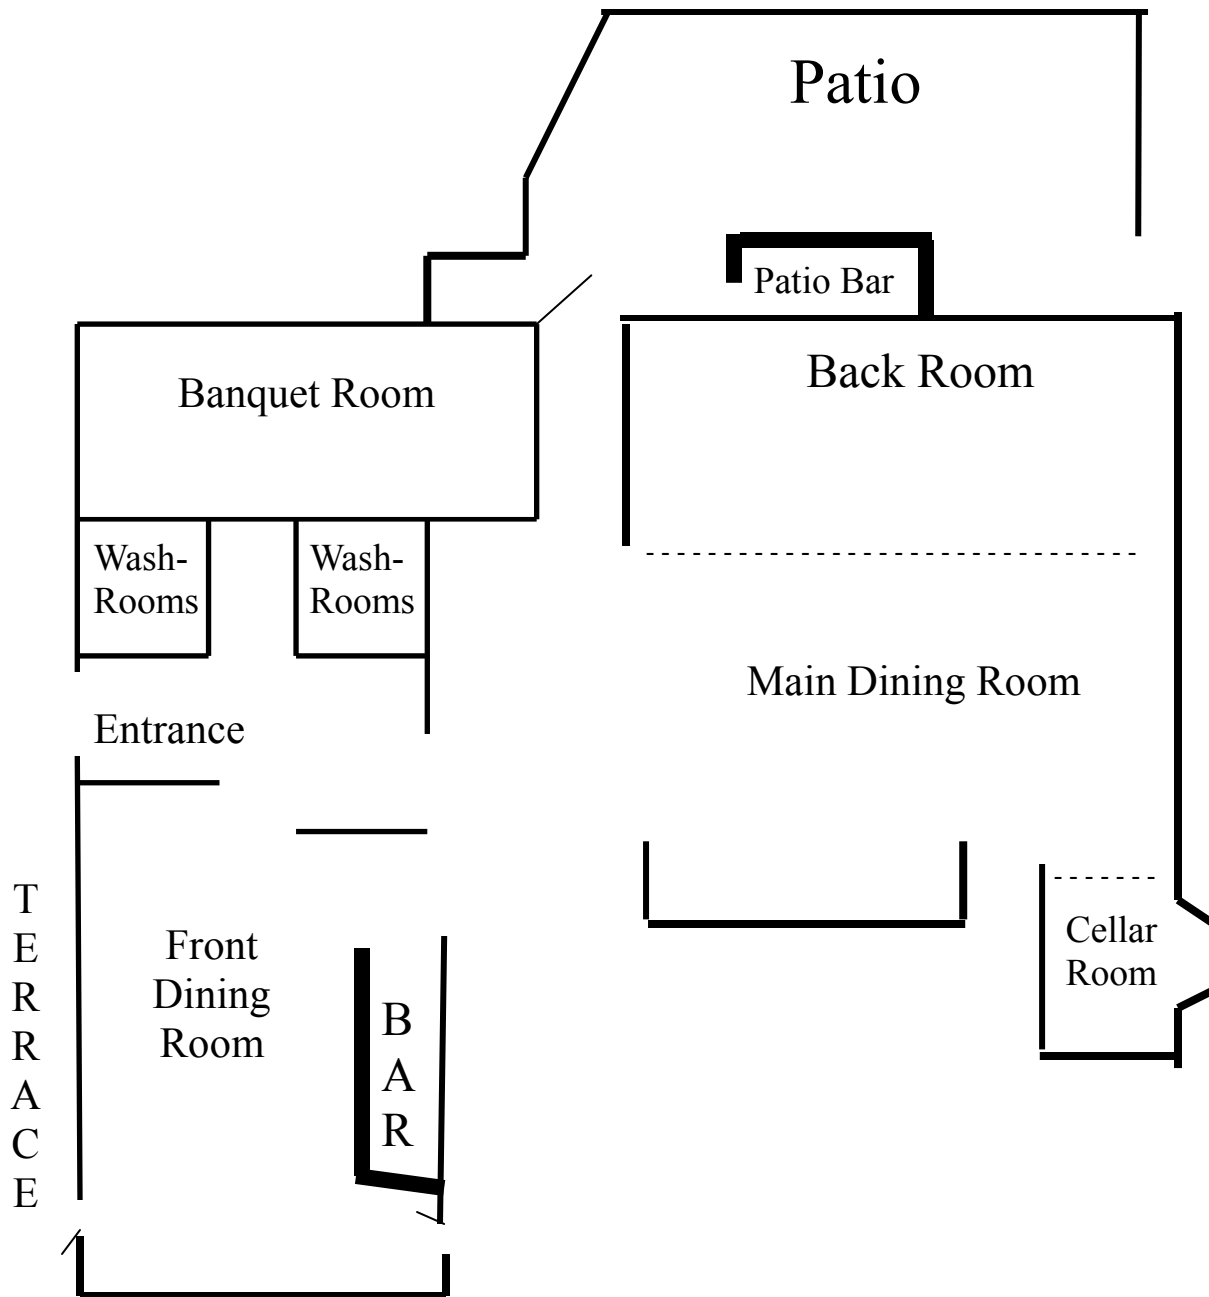 Patio
Patio Bar
Back Room
Banquet Room
Wash-
Rooms
Wash-
Rooms
Main Dining Room
Entrance
T
E
R
R
A
C
E
Front
Dining
Room
B
A
R
Cellar
Room